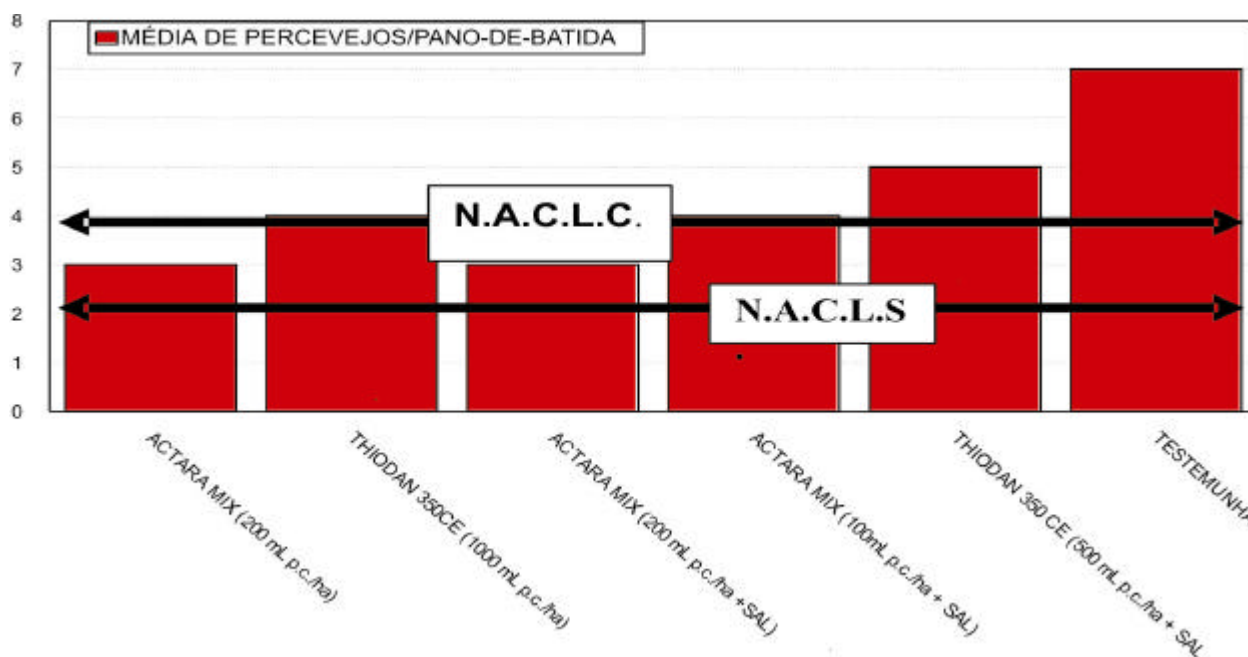 8
7
6
5
4
3
2
1
0
MÉDIA DE PERCEVEJOS/PANO-DE-BATIDA
N.A.C.L.C.
N.A.C.L.S
ACTARA MIX (200 mL p.c./ha)
THIODAN 350CE (1000 mL p.c./ha)
ACTARA MIX (200 mL p.c./ha +SAL)
ACTARA MIX (100mL p.c./ha + SAL)
THIODAN 350 CE (500 mL p.c./ha + SAL
TESTEMUNHA